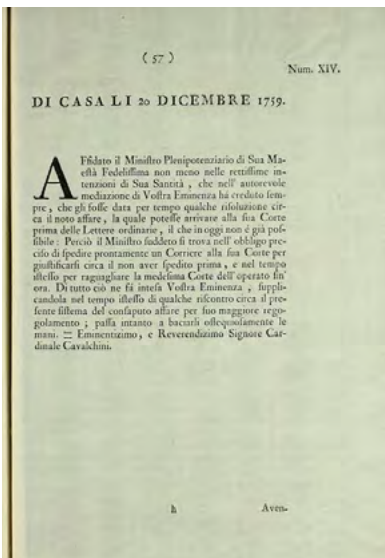 ( 57 )
Num. XIV.
DI CASA LI 20 DICEMBRE 1759.
AFfidato il Miniſtro Plenipotenziario di Sua Ma-
eſtà Fedeliſſima non meno nelle rettiſſime in-
tenzioni di Sua Santità , che nell' autorevole
mediazione di Voſtra Eminenza há creduto ſem-
pre , che gli foſſe data per tempo qualche riſoluzione cir-
ca il noto affare , la quale poteſſe arrivare alla ſua Corte
prima delle Lettere ordinarie , il che in oggi non é già poſ-
ſibile : Perciò il Miniſtro ſuddeto ſi trova nell' obbligo pre-
ciſo di ſpedire prontamente un Corriere alla ſua Corte per
giuſtificarſi circa il non aver ſpedito prima , e nel tempo
iſteſſo per ragguagliare la medeſima Corte dell' operato fin'
ora. Di tutto ciò ne fá inteſa Voſtra Eminenza , ſuppli-
candola nel tempo iſteſſo di qualche riſcontro circa il pre-
ſente ſiſtema del conſaputo affare per ſuo maggiore rego-
golamento ; paſſa intanto a baciarli oſſequioſamente le
mani. = Eminentizimo , e Reverendizimo Signore Car-
dinale Cavalchini.
h
Aven-